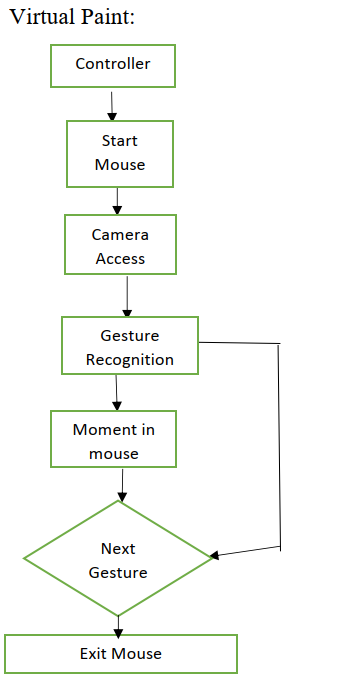 Virtual Paint:
Controller
Start
Mouse
Camera
Access
Gesture
Recognition
Moment in
mouse
Next
Gesture
Exit Mouse